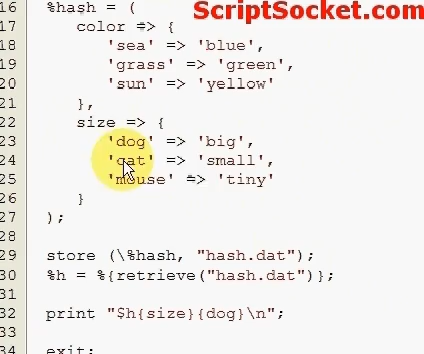 ScriptSocket.com
16 %hash = (
17 color => {
18 'sea' => 'blue',
19 'grass' => 'green',
20 'sun' => 'yellow'
21 },
22 size => {
23 'dog' => 'big',
24 'cat' => 'small',
25 'mouse' => 'tiny'
26 }
27 );
28
29 store (\%hash, "hash.dat");
30 %h = %{retrieve("hash.dat")};
31
32 print "$h{size}{dog}\n";
33
34 exit;